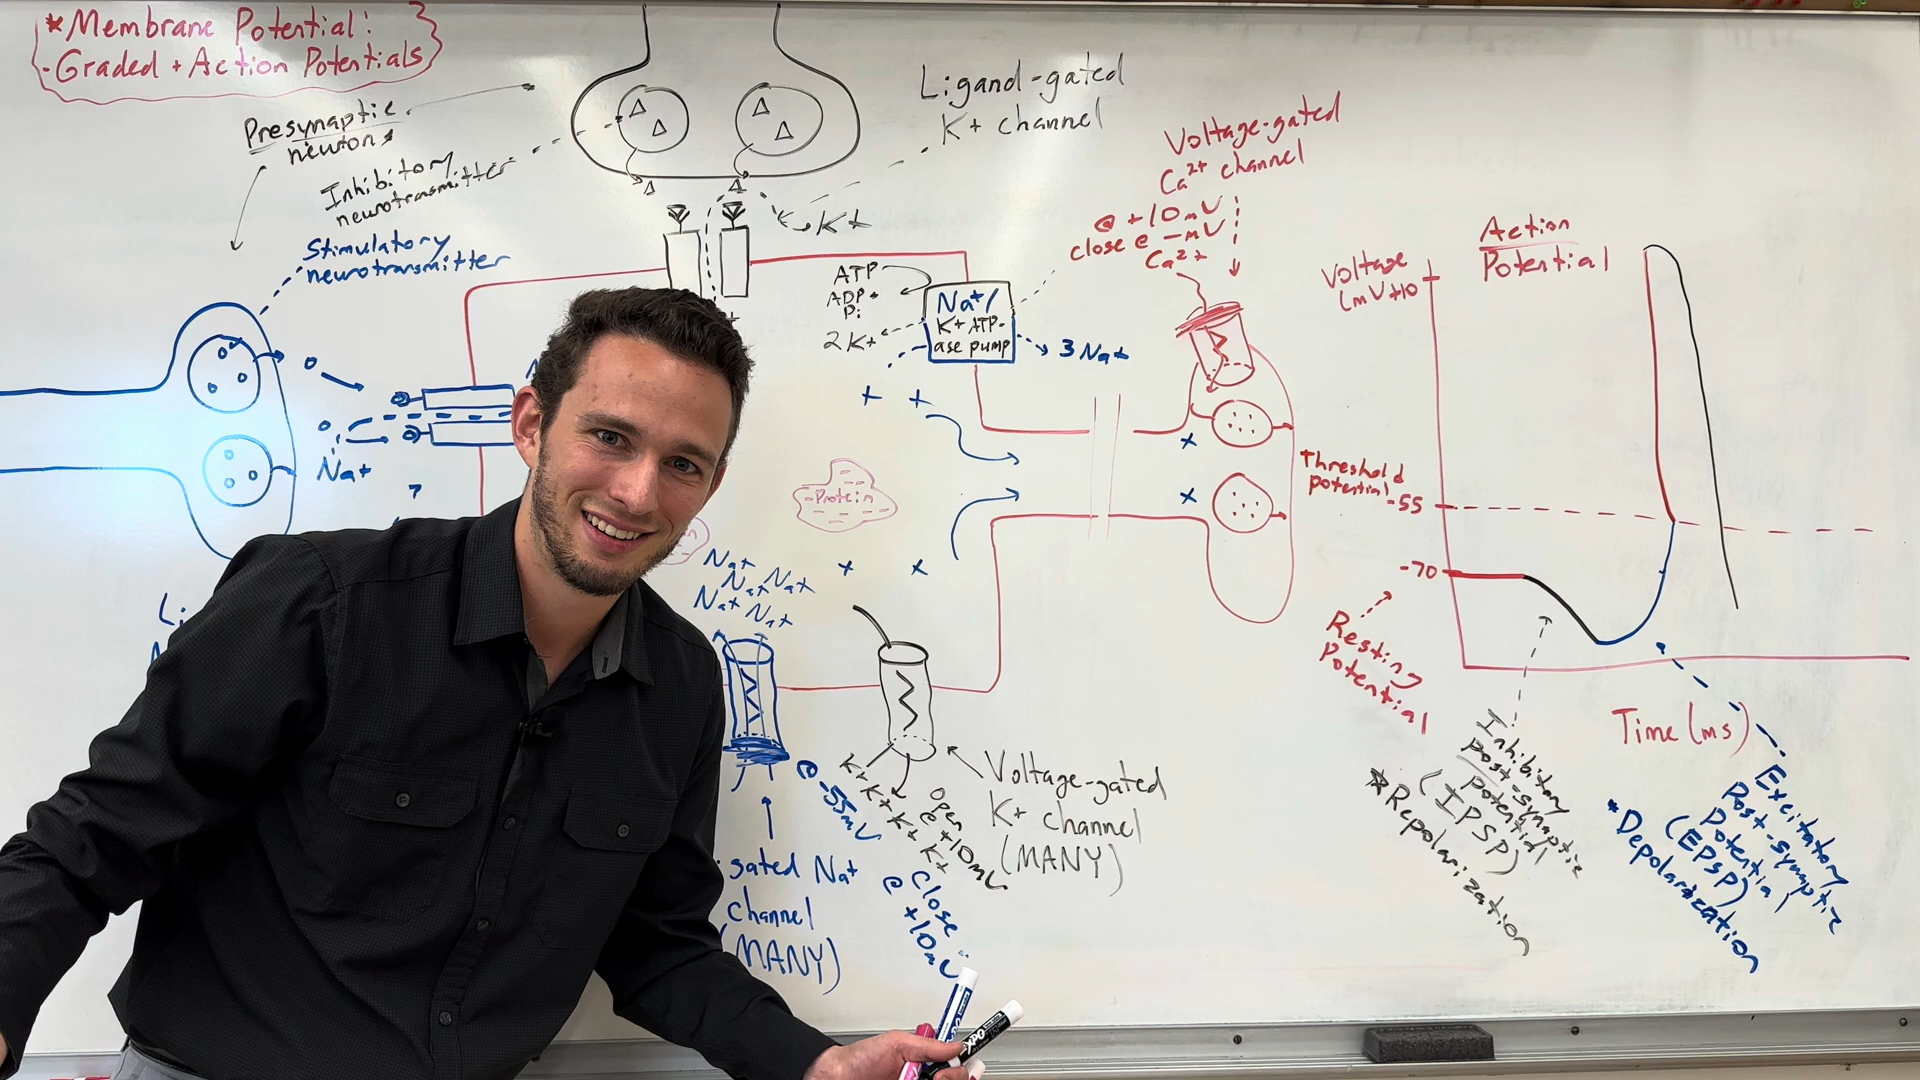 *Membrane Potential:
-Graded + Action Potentials
Presynaptic
neurons
Inhibitory
neurotransmitter
Stimulatory
neurotransmitter
Na+
Ligand-gated
K+ channel
K+
ATP
ADP+
Pi
2K+
Na+/
K+ ATP-
ase pump
3 Na+
Voltage-gated
Ca2+ channel
@ +10mV
close @ -mV
Ca2+
Protein
Na+
Na+ Na+
Na+ Na+
@ -55mV
Close
@ +10mV
gated Na+
channel
(MANY)
K+ K+
K+ K+ K+
Open
@ +10mV
Voltage-gated
K+ channel
(MANY)
Action
Potential
Voltage
(mV)
+10
Threshold
potential
-55
-70
Resting
Potential
Time (ms)
Inhibitory
post-synaptic
potential
(IPSP)
*Repolarization
Excitatory
Post-synaptic
Potential
(EPSP)
*Depolarization
EXPO